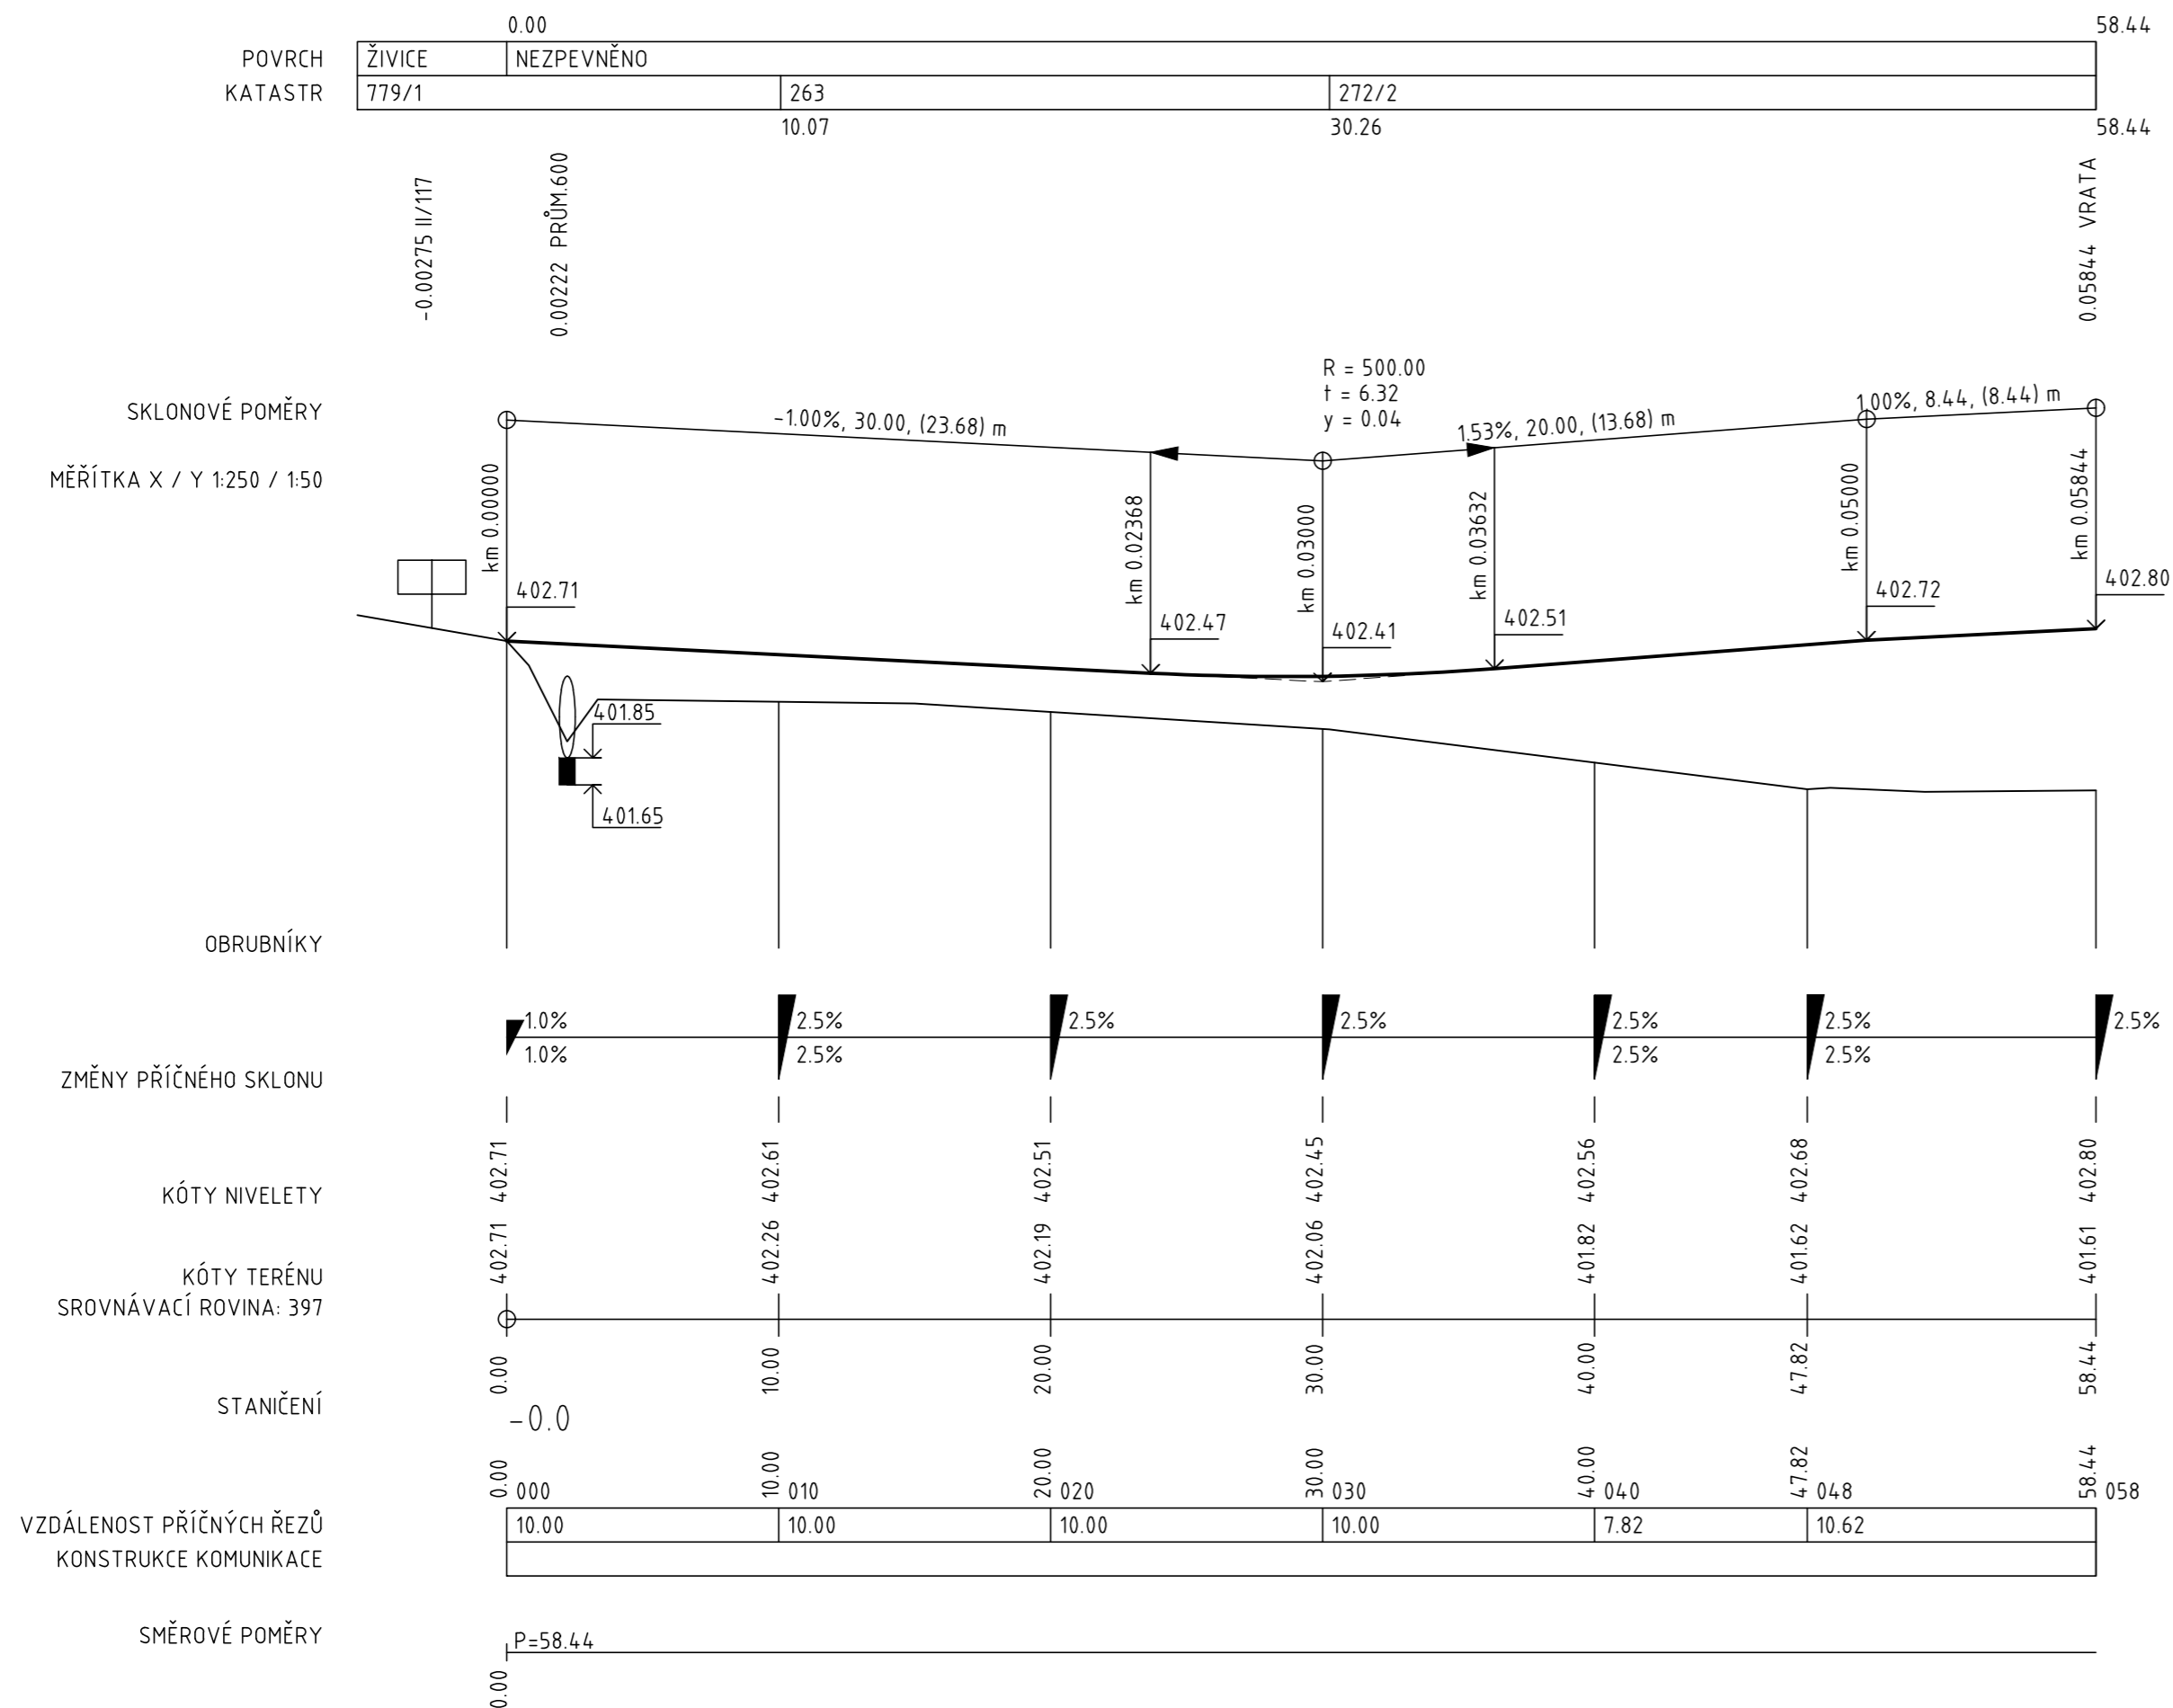 0.00 58.44
POVRCH ŽIVICE NEZPEVNĚNO
KATASTR 779/1 263 272/2
10.07 30.26 58.44
-0.00275 II/117
0.00222 PRŮM.600
0.05844 VRATA
R = 500.00
t = 6.32
y = 0.04
SKLONOVÉ POMĚRY
-1.00%, 30.00, (23.68) m
1.53%, 20.00, (13.68) m
1.00%, 8.44, (8.44) m
MĚŘÍTKA X / Y 1:250 / 1:50
km 0.00000
km 0.02368
km 0.03000
km 0.03632
km 0.05000
km 0.05844
402.71
402.47
402.41
402.51
402.72
402.80
401.85
401.65
OBRUBNÍKY
1.0% 2.5% 2.5% 2.5% 2.5% 2.5% 2.5%
1.0% 2.5% 2.5% 2.5%
ZMĚNY PŘÍČNÉHO SKLONU
KÓTY NIVELETY
402.71 402.61 402.51 402.45 402.56 402.68 402.80
KÓTY TERÉNU
402.71 402.26 402.19 402.06 401.82 401.62 401.61
SROVNÁVACÍ ROVINA: 397
STANIČENÍ
0.00 10.00 20.00 30.00 40.00 47.82 58.44
-0.0
0.00 10.00 20.00 30.00 40.00 47.82 58.44
000 010 020 030 040 048 058
VZDÁLENOST PŘÍČNÝCH ŘEZŮ 10.00 10.00 10.00 10.00 7.82 10.62
KONSTRUKCE KOMUNIKACE
SMĚROVÉ POMĚRY P=58.44
0.00